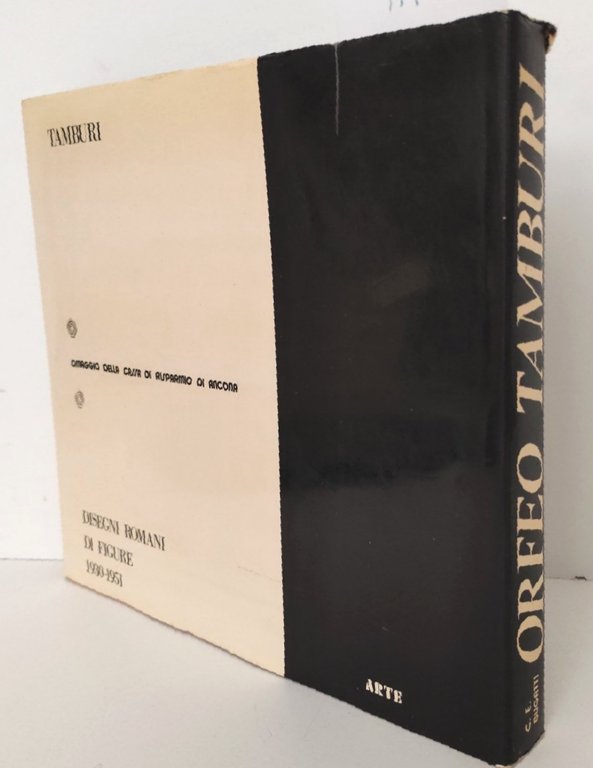 TAMBURI
OMAGGIO DELLA CASSA DI RISPARMIO DI ANCONA
DISEGNI ROMANI
DI FIGURE
1930-1951
ARTE
ORFEO TAMBURI
C. E.
BUGATTI